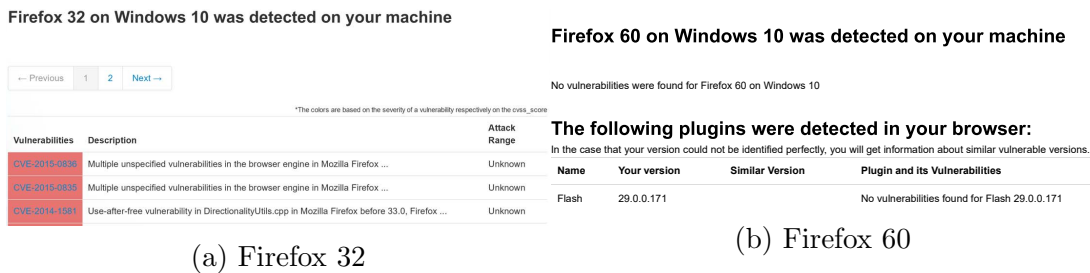 Firefox 32 on Windows 10 was detected on your machine
← Previous 1 2 Next →
*The colors are based on the severity of a vulnerability respectively on the cvss_score
Vulnerabilities Description Attack Range
CVE-2015-0836 Multiple unspecified vulnerabilities in the browser engine in Mozilla Firefox ... Unknown
CVE-2015-0835 Multiple unspecified vulnerabilities in the browser engine in Mozilla Firefox ... Unknown
CVE-2014-1581 Use-after-free vulnerability in DirectionalityUtils.cpp in Mozilla Firefox before 33.0, Firefox ... Unknown
(a) Firefox 32
Firefox 60 on Windows 10 was detected on your machine
No vulnerabilities were found for Firefox 60 on Windows 10
The following plugins were detected in your browser:
In the case that your version could not be identified perfectly, you will get information about similar vulnerable versions.
Name Your version Similar Version Plugin and its Vulnerabilities
Flash 29.0.0.171 No vulnerabilities found for Flash 29.0.0.171
(b) Firefox 60